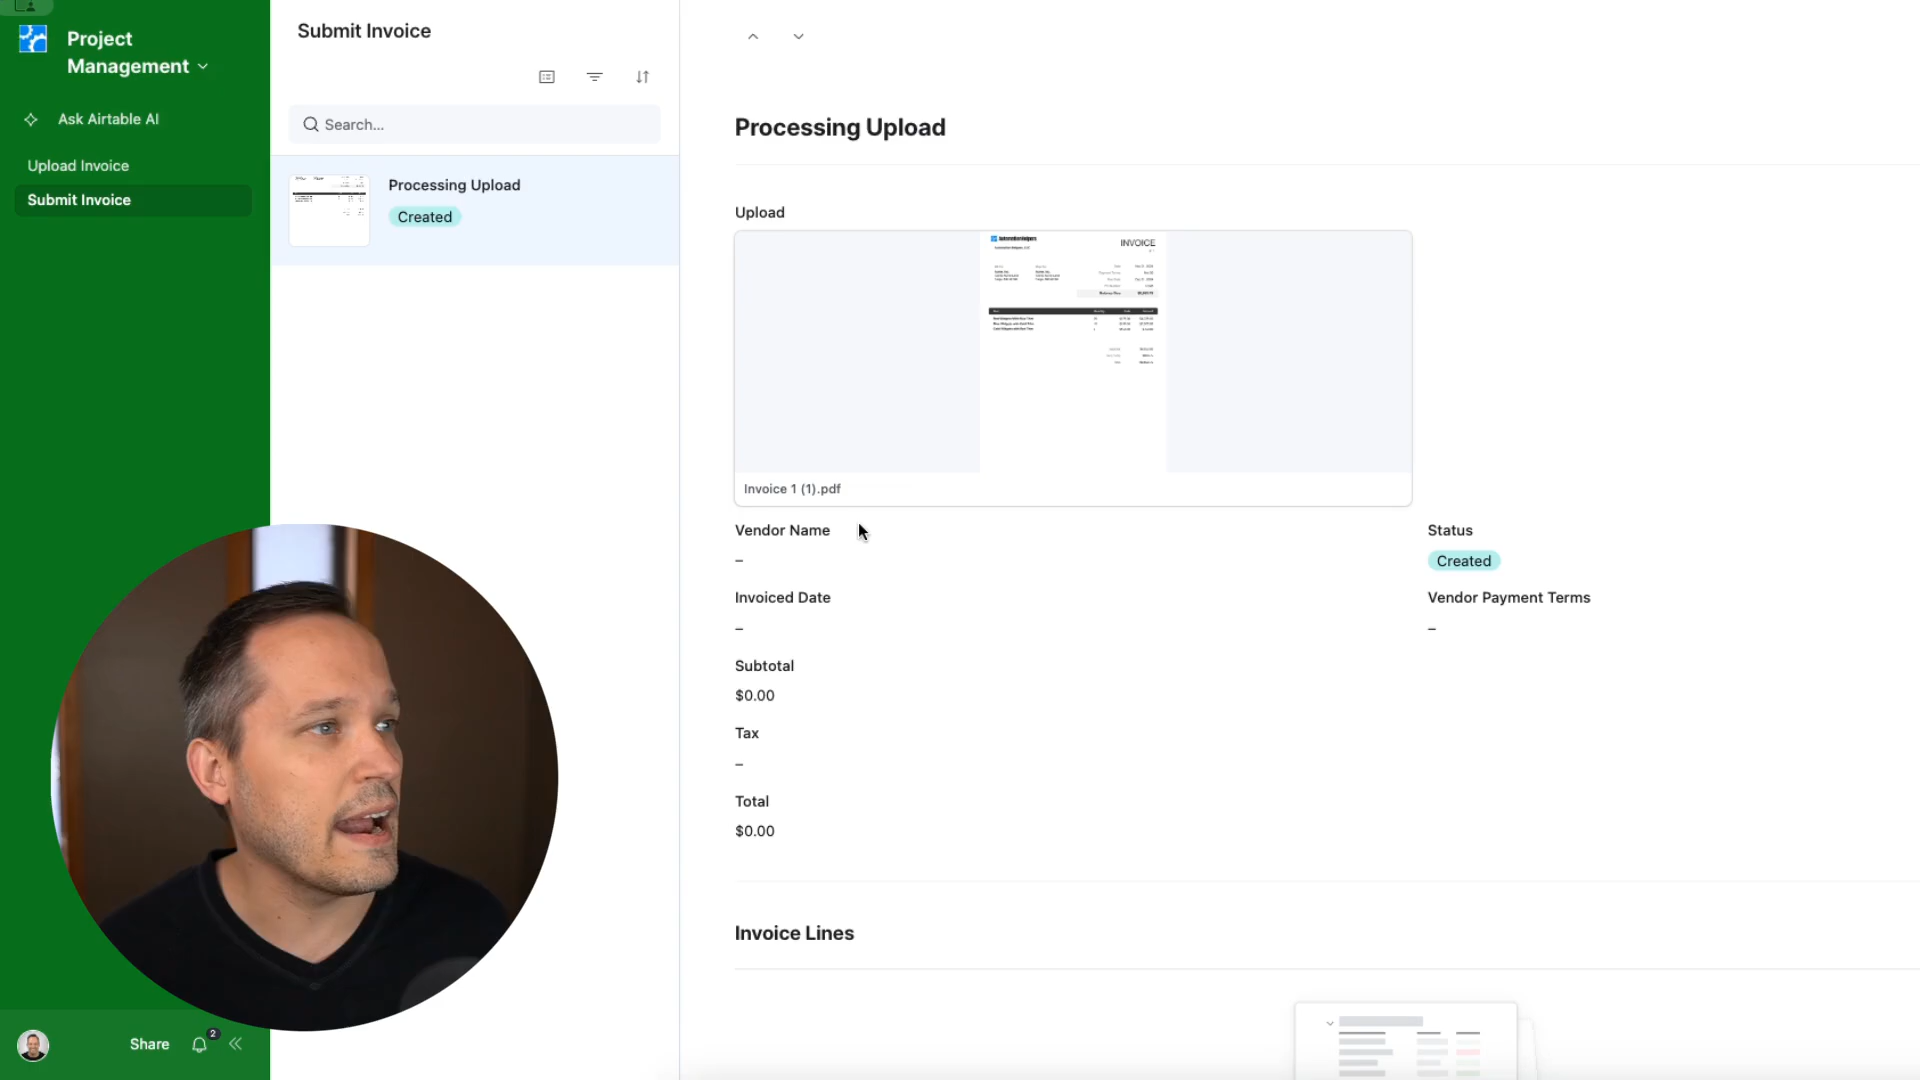 Project
Management
Ask Airtable AI
Upload Invoice
Submit Invoice
Share
2
Submit Invoice
Search...
Processing Upload
Created
Processing Upload
Upload
INVOICE
Invoice 1 (1).pdf
Vendor Name
–
Status
Created
Invoiced Date
–
Vendor Payment Terms
–
Subtotal
$0.00
Tax
–
Total
$0.00
Invoice Lines